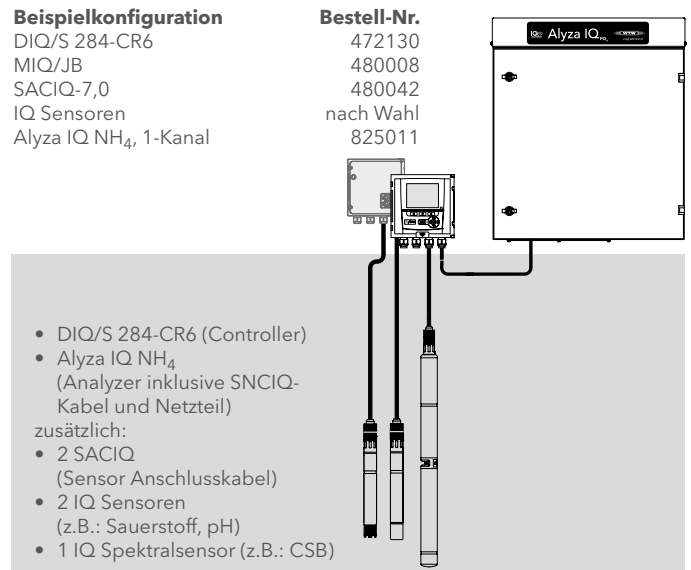 Beispielkonfiguration Bestell-Nr.
DIQ/S 284-CR6 472130
MIQ/JB 480008
SACIQ-7,0 480042
IQ Sensoren nach Wahl
Alyza IQ NH₄, 1-Kanal 825011
Alyza IQ PO₄
WTW
• DIQ/S 284-CR6 (Controller)
• Alyza IQ NH₄
(Analyzer inklusive SNCIQ-
Kabel und Netzteil)
zusätzlich:
• 2 SACIQ
(Sensor Anschlusskabel)
• 2 IQ Sensoren
(z.B.: Sauerstoff, pH)
• 1 IQ Spektralsensor (z.B.: CSB)